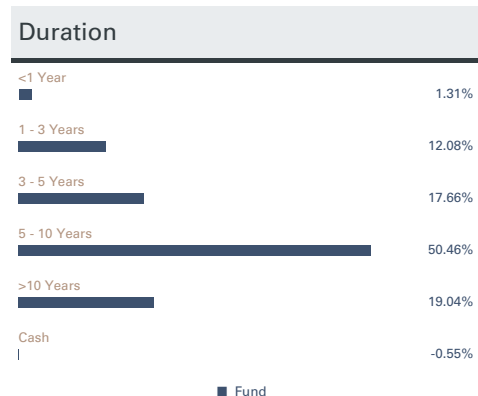 Duration
<1 Year
1.31%
1 - 3 Years
12.08%
3 - 5 Years
17.66%
5 - 10 Years
50.46%
>10 Years
19.04%
Cash
-0.55%
Fund